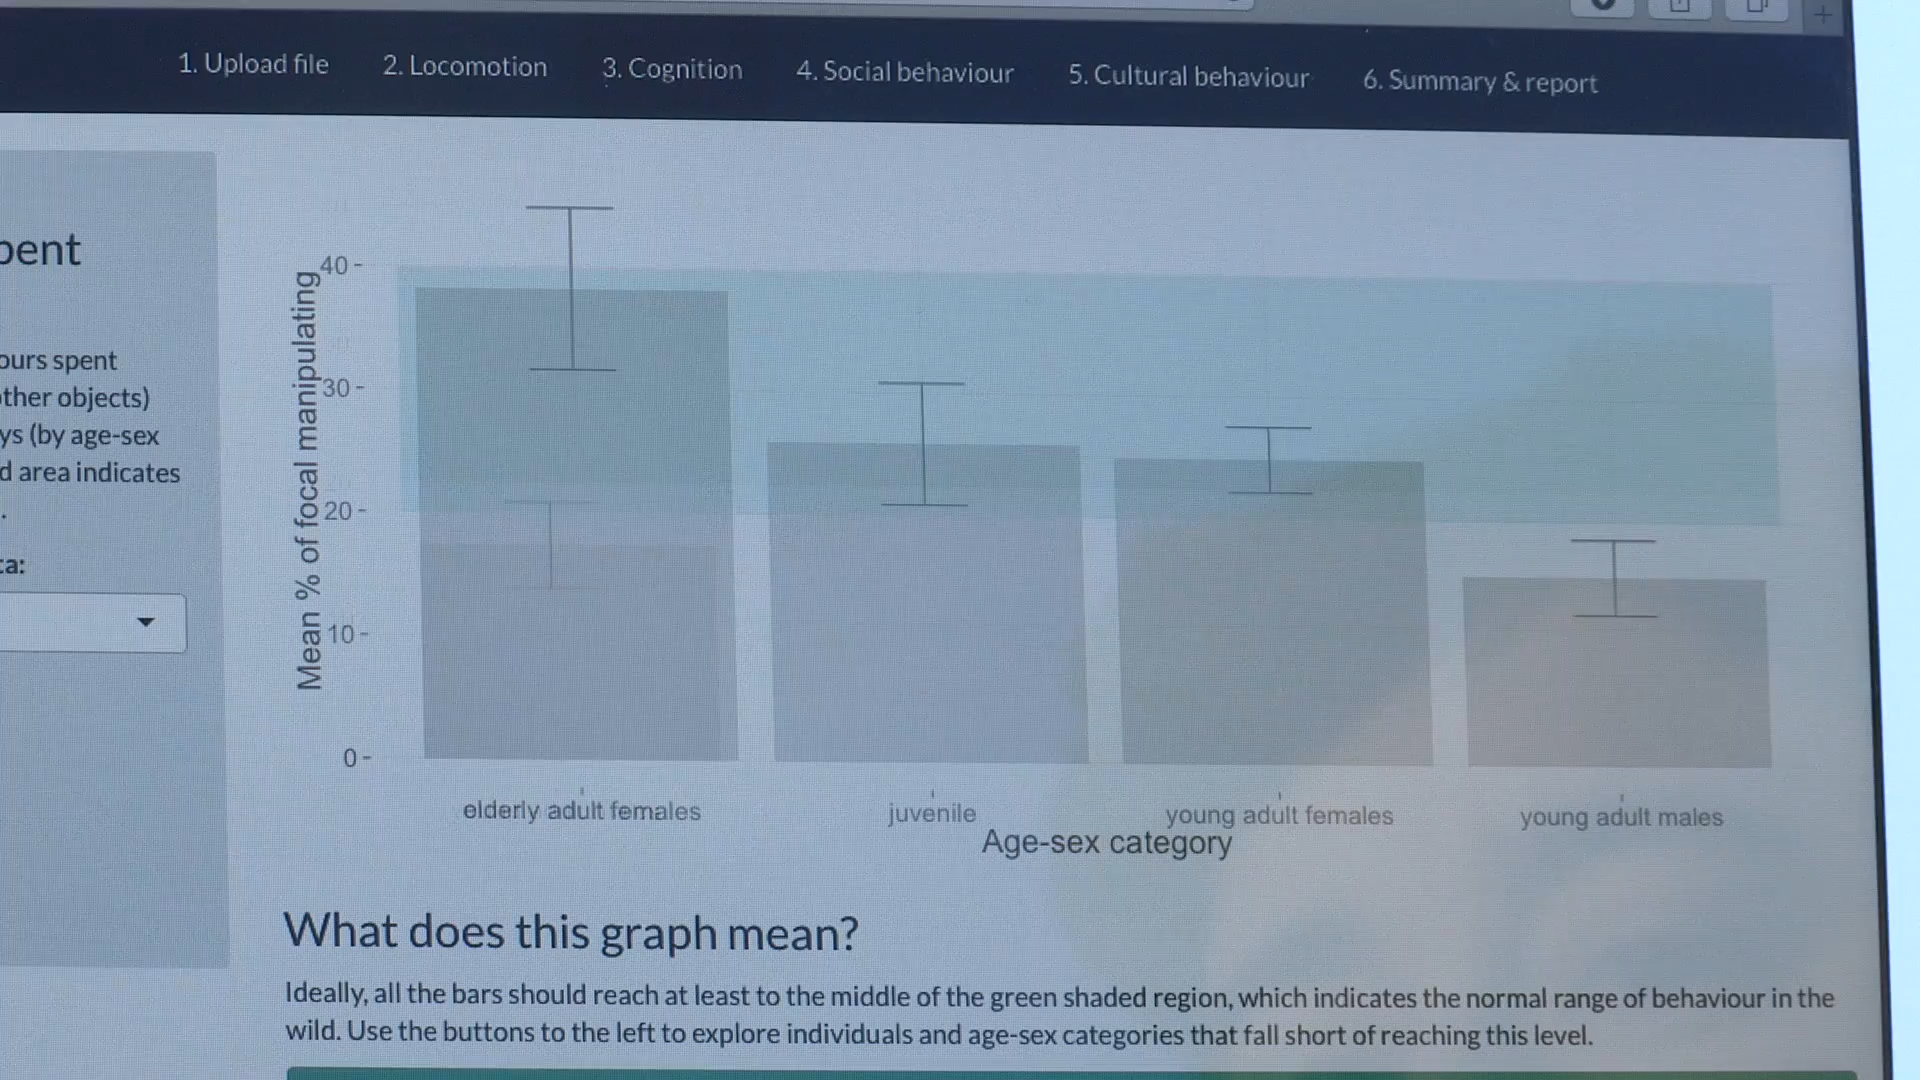 1. Upload file 2. Locomotion 3. Cognition 4. Social behaviour 5. Cultural behaviour 6. Summary & report
ours spent
ther objects)
ys (by age-sex
d area indicates
.
Mean % of focal manipulating
40
30
20
10
0
elderly adult females juvenile young adult females young adult males
Age-sex category
What does this graph mean?
Ideally, all the bars should reach at least to the middle of the green shaded region, which indicates the normal range of behaviour in the
wild. Use the buttons to the left to explore individuals and age-sex categories that fall short of reaching this level.